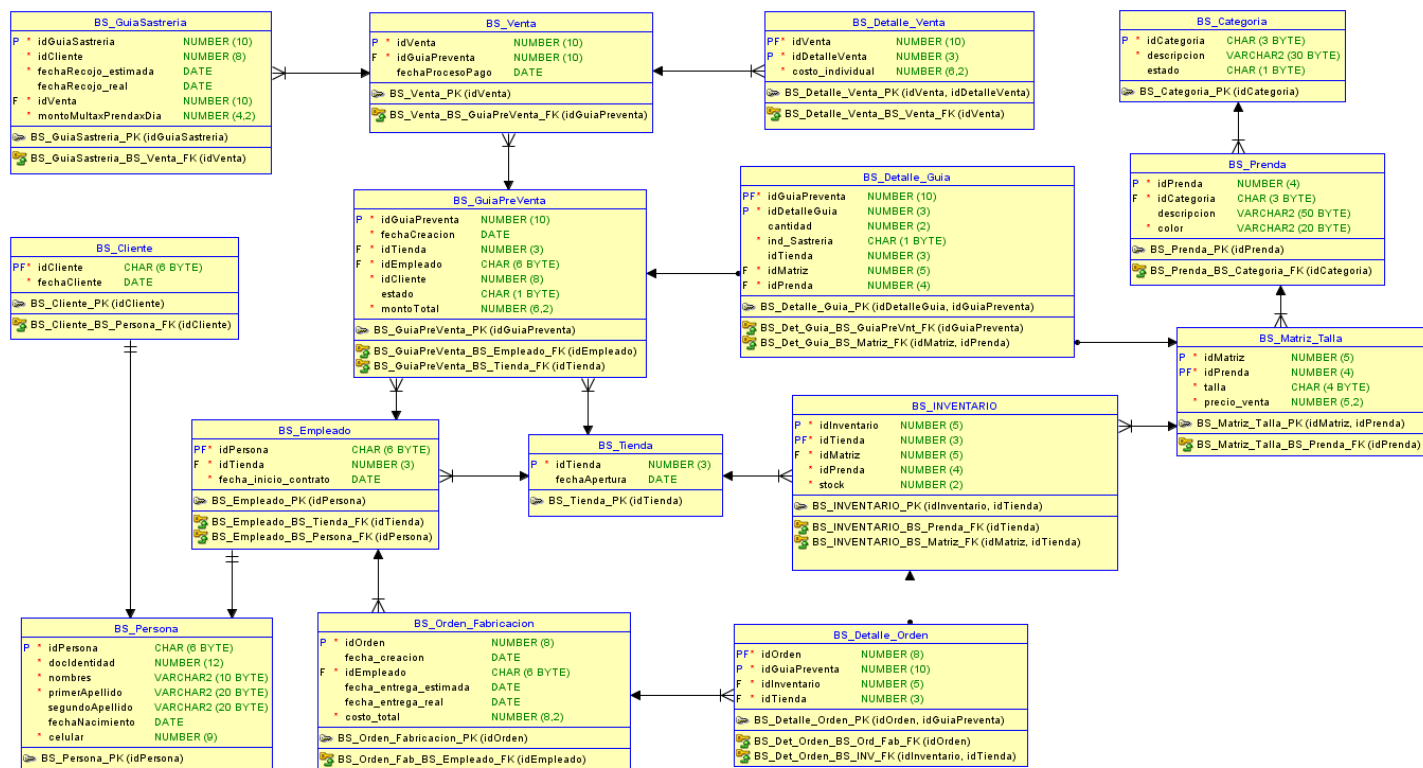 BS_GuiaSastreria
P * idGuiaSastreria NUMBER (10)
* idCliente NUMBER (8)
* fechaRecojo_estimada DATE
fechaRecojo_real DATE
F * idVenta NUMBER (10)
* montoMultaxPrendaxDia NUMBER (4,2)
BS_GuiaSastreria_PK (idGuiaSastreria)
BS_GuiaSastreria_BS_Venta_FK (idVenta)
BS_Venta
P * idVenta NUMBER (10)
F * idGuiaPreventa NUMBER (10)
fechaProcesoPago DATE
BS_Venta_PK (idVenta)
BS_Venta_BS_GuiaPreVenta_FK (idGuiaPreventa)
BS_Detalle_Venta
PF* idVenta NUMBER (10)
P * idDetalleVenta NUMBER (3)
* costo_individual NUMBER (6,2)
BS_Detalle_Venta_PK (idVenta, idDetalleVenta)
BS_Detalle_Venta_BS_Venta_FK (idVenta)
BS_Categoria
P * idCategoria CHAR (3 BYTE)
* descripcion VARCHAR2 (30 BYTE)
estado CHAR (1 BYTE)
BS_Categoria_PK (idCategoria)
BS_Prenda
P * idPrenda NUMBER (4)
F * idCategoria CHAR (3 BYTE)
descripcion VARCHAR2 (50 BYTE)
* color VARCHAR2 (20 BYTE)
BS_Prenda_PK (idPrenda)
BS_Prenda_BS_Categoria_FK (idCategoria)
BS_Cliente
PF* idCliente CHAR (6 BYTE)
* fechaCliente DATE
BS_Cliente_PK (idCliente)
BS_Cliente_BS_Persona_FK (idCliente)
BS_GuiaPreVenta
P * idGuiaPreventa NUMBER (10)
* fechaCreacion DATE
F * idTienda NUMBER (3)
F * idEmpleado CHAR (6 BYTE)
* idCliente NUMBER (8)
estado CHAR (1 BYTE)
* montoTotal NUMBER (6,2)
BS_GuiaPreVenta_PK (idGuiaPreventa)
BS_GuiaPreVenta_BS_Empleado_FK (idEmpleado)
BS_GuiaPreVenta_BS_Tienda_FK (idTienda)
BS_Detalle_Guia
PF* idGuiaPreventa NUMBER (10)
P * idDetalleGuia NUMBER (3)
cantidad NUMBER (2)
* ind_Sastreria CHAR (1 BYTE)
idTienda NUMBER (3)
F * idMatriz NUMBER (5)
F * idPrenda NUMBER (4)
BS_Detalle_Guia_PK (idDetalleGuia, idGuiaPreventa)
BS_Det_Guia_BS_GuiaPreVnt_FK (idGuiaPreventa)
BS_Det_Guia_BS_Matriz_FK (idMatriz, idPrenda)
BS_Matriz_Talla
P * idMatriz NUMBER (5)
PF* idPrenda NUMBER (4)
* talla CHAR (4 BYTE)
* precio_venta NUMBER (5,2)
BS_Matriz_Talla_PK (idMatriz, idPrenda)
BS_Matriz_Talla_BS_Prenda_FK (idPrenda)
BS_Empleado
PF* idPersona CHAR (6 BYTE)
F * idTienda NUMBER (3)
* fecha_inicio_contrato DATE
BS_Empleado_PK (idPersona)
BS_Empleado_BS_Tienda_FK (idTienda)
BS_Empleado_BS_Persona_FK (idPersona)
BS_Tienda
P * idTienda NUMBER (3)
fechaApertura DATE
BS_Tienda_PK (idTienda)
BS_INVENTARIO
P * idInventario NUMBER (5)
PF* idTienda NUMBER (3)
F * idMatriz NUMBER (5)
* idPrenda NUMBER (4)
* stock NUMBER (2)
BS_INVENTARIO_PK (idInventario, idTienda)
BS_INVENTARIO_BS_Prenda_FK (idTienda)
BS_INVENTARIO_BS_Matriz_FK (idMatriz, idTienda)
BS_Persona
P * idPersona CHAR (6 BYTE)
* docIdentidad NUMBER (12)
* nombres VARCHAR2 (10 BYTE)
* primerApellido VARCHAR2 (20 BYTE)
segundoApellido VARCHAR2 (20 BYTE)
fechaNacimiento DATE
* celular NUMBER (9)
BS_Persona_PK (idPersona)
BS_Orden_Fabricacion
P * idOrden NUMBER (8)
fecha_creacion DATE
F * idEmpleado CHAR (6 BYTE)
fecha_entrega_estimada DATE
fecha_entrega_real DATE
* costo_total NUMBER (8,2)
BS_Orden_Fabricacion_PK (idOrden)
BS_Orden_Fab_BS_Empleado_FK (idEmpleado)
BS_Detalle_Orden
PF* idOrden NUMBER (8)
P * idGuiaPreventa NUMBER (10)
F * idInventario NUMBER (5)
F * idTienda NUMBER (3)
BS_Detalle_Orden_PK (idOrden, idGuiaPreventa)
BS_Det_Orden_BS_Ord_Fab_FK (idOrden)
BS_Det_Orden_BS_INV_FK (idInventario, idTienda)